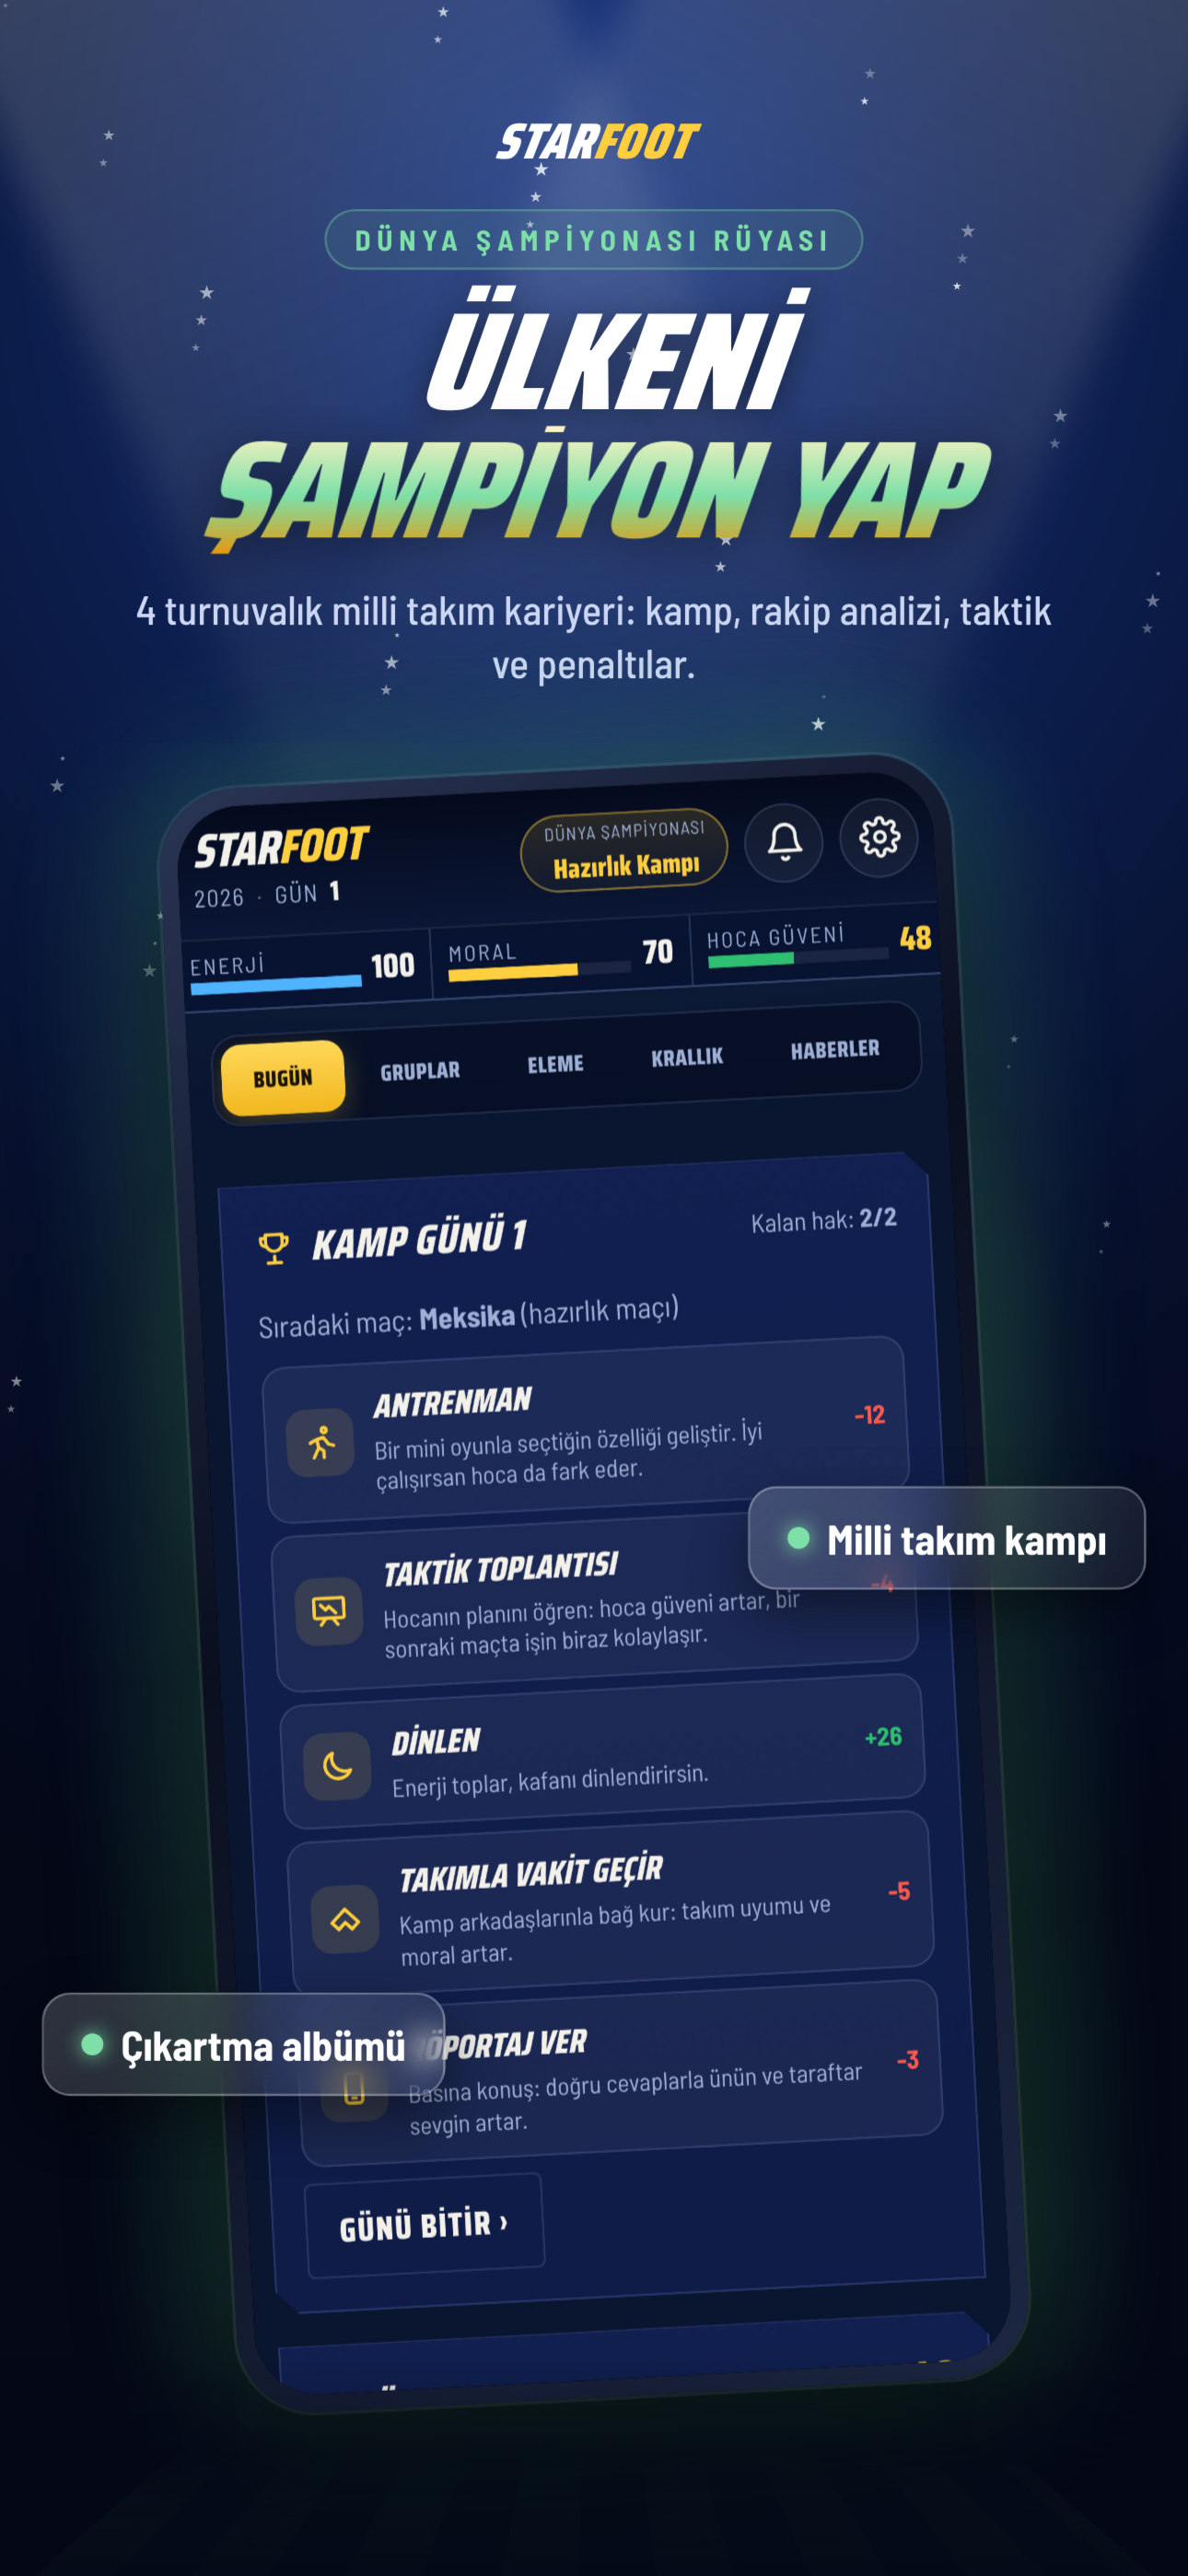 STARFOOT
DÜNYA ŞAMPİYONASI RÜYASI
ÜLKENİ
ŞAMPİYON YAP
4 turnuvalık milli takım kariyeri: kamp, rakip analizi, taktik
ve penaltılar.
STARFOOT
2026 · GÜN 1
DÜNYA ŞAMPİYONASI
Hazırlık Kampı
ENERJİ 100
MORAL 70
HOCA GÜVENİ 48
BUGÜN GRUPLAR ELEME KRALLIK HABERLER
KAMP GÜNÜ 1
Kalan hak: 2/2
Sıradaki maç: Meksika (hazırlık maçı)
ANTRENMAN
Bir mini oyunla seçtiğin özelliği geliştir. İyi
çalışırsan hoca da fark eder.
-12
Milli takım kampı
TAKTİK TOPLANTISI
Hocanın planını öğren: hoca güveni artar, bir
sonraki maçta işin biraz kolaylaşır.
-4
DİNLEN
Enerji toplar, kafanı dinlendirirsin.
+26
TAKIMLA VAKİT GEÇİR
Kamp arkadaşlarınla bağ kur: takım uyumu ve
moral artar.
-5
Çıkartma albümü
RÖPORTAJ VER
Basına konuş: doğru cevaplarla ünün ve taraftar
sevgin artar.
-3
GÜNÜ BİTİR ›